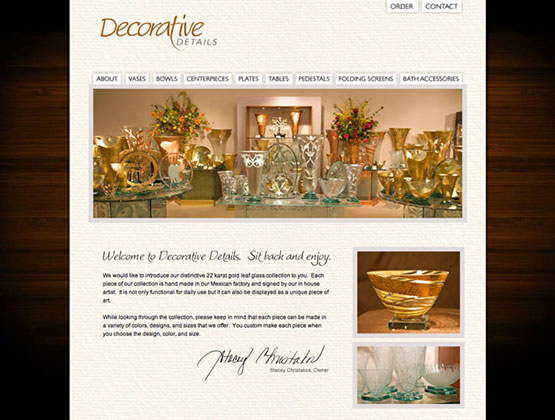 ORDER CONTACT
Decorative
DETAILS
ABOUT VASES BOWLS CENTERPIECES PLATES TABLES PEDESTALS FOLDING SCREENS BATH ACCESSORIES
Welcome to Decorative Details. Sit back and enjoy.
We would like to introduce our distinctive 22 karat gold leaf glass collection to you. Each
piece of our collection is hand made in our Mexican factory and signed by our in house
artist. It is not only functional for daily use but it can also be displayed as a unique piece of
art.
While looking through the collection, please keep in mind that each piece can be made in
a variety of colors, designs, and sizes that we offer. You custom make each piece when
you choose the design, color, and size.
Stacey Christakos
Stacey Christakos, Owner